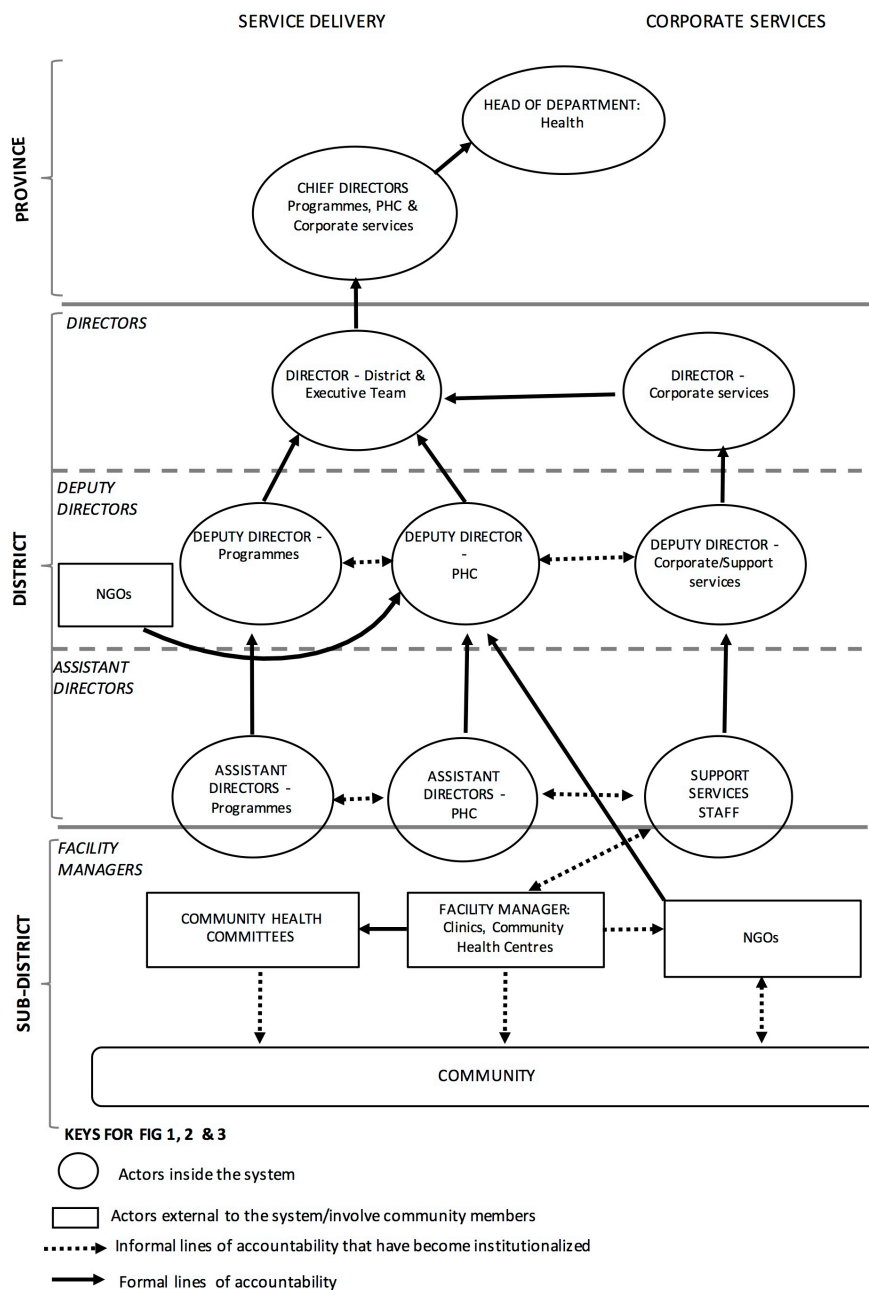 SERVICE DELIVERY
CORPORATE SERVICES
PROVINCE
HEAD OF DEPARTMENT:
Health
CHIEF DIRECTORS
Programmes, PHC &
Corporate services
DISTRICT
DIRECTORS
DIRECTOR - District &
Executive Team
DIRECTOR -
Corporate services
DEPUTY
DIRECTORS
DEPUTY DIRECTOR -
Programmes
DEPUTY DIRECTOR
-
PHC
DEPUTY DIRECTOR -
Corporate/Support
services
NGOs
ASSISTANT
DIRECTORS
ASSISTANT
DIRECTORS -
Programmes
ASSISTANT
DIRECTORS -
PHC
SUPPORT
SERVICES
STAFF
SUB-DISTRICT
FACILITY
MANAGERS
COMMUNITY HEALTH
COMMITTEES
FACILITY MANAGER:
Clinics, Community
Health Centres
NGOs
COMMUNITY
KEYS FOR FIG 1, 2 & 3
Actors inside the system
Actors external to the system/involve community members
Informal lines of accountability that have become institutionalized
Formal lines of accountability